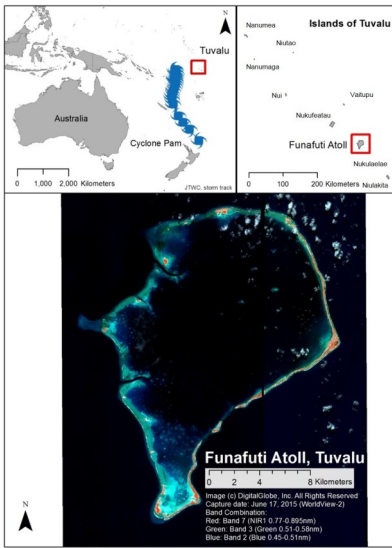 N
Tuvalu
Australia
Cyclone Pam
0 1,000 2,000 Kilometers
JTWC, storm track
Nanumea
Islands of Tuvalu
Niutao
Nanumaga
Nui
Vaitupu
Nukufeatau
Funafuti Atoll
Nukulaelae
0 100 200 Kilometers
Niulakita
N
Funafuti Atoll, Tuvalu
0 2 4 8 Kilometers
Image (c) DigitalGlobe, Inc. All Rights Reserved
Capture date: June 17, 2015 (WorldView-2)
Band Combination:
Red: Band 7 (NIR1 0.77-0.895nm)
Green: Band 3 (Green 0.51-0.58nm)
Blue: Band 2 (Blue 0.45-0.51nm)
N